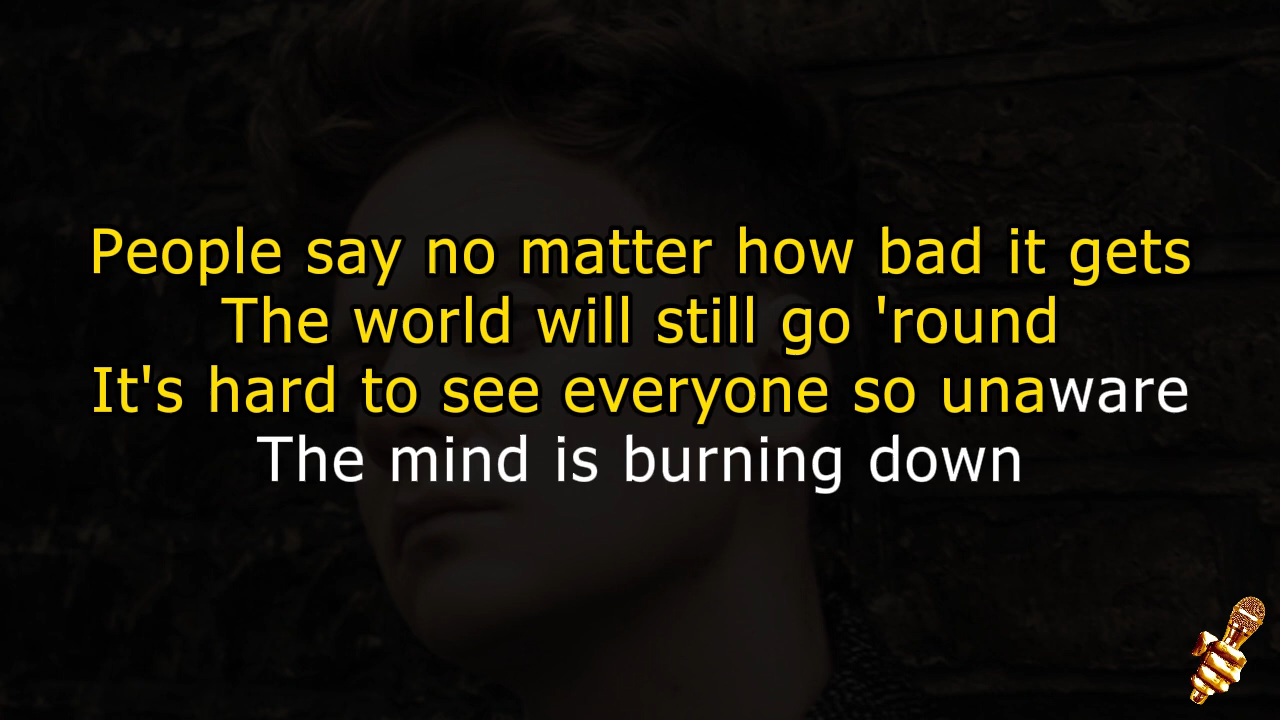 People say no matter how bad it gets
The world will still go 'round
It's hard to see everyone so unaware
The mind is burning down